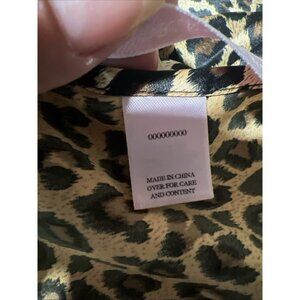 000000000
MADE IN CHINA
OVER FOR CARE
AND CONTENT